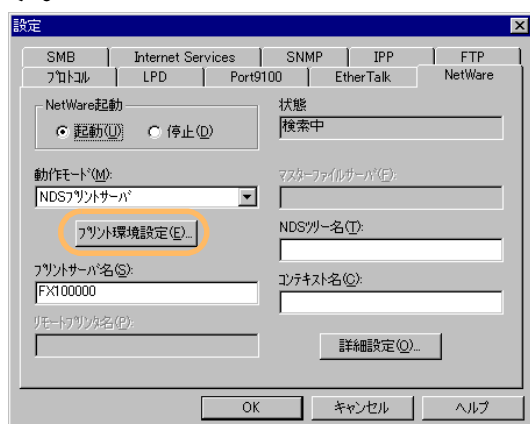 設定
SMB Internet Services SNMP IPP FTP
プロトコル LPD Port9100 EtherTalk NetWare
NetWare起動
起動(U) 停止(D)
状態
検索中
動作モード(M):
NDSプリントサーバ
プリント環境設定(E)...
プリントサーバ名(S):
FX100000
リモートプリンタ名(P):
マスターファイルサーバ(F):
NDSツリー名(T):
コンテキスト名(C):
詳細設定(O)...
OK キャンセル ヘルプ